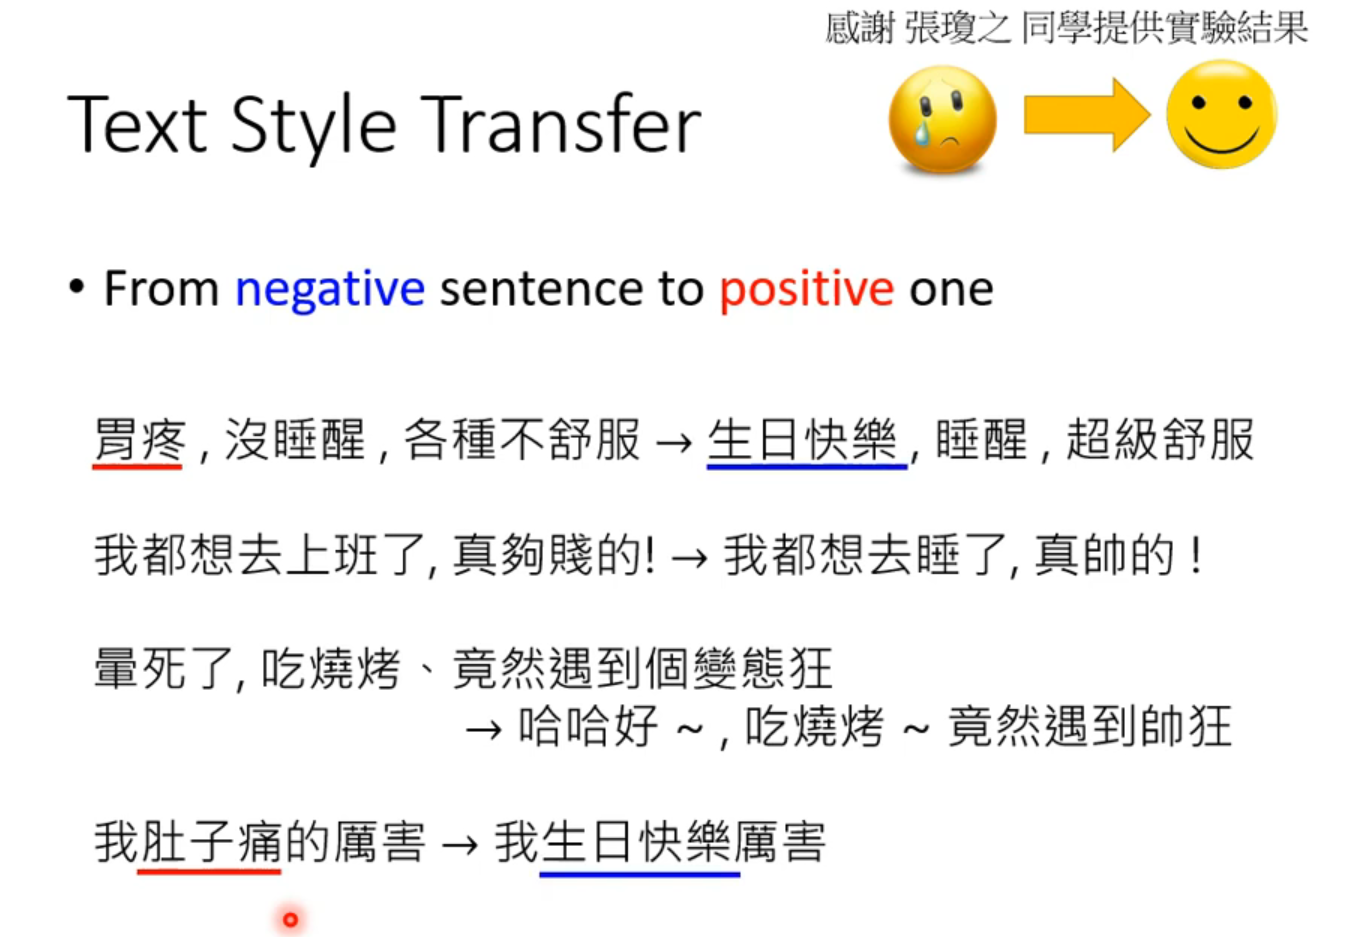 感謝 張瓊之 同學提供實驗結果
Text Style Transfer
• From negative sentence to positive one
胃疼 , 沒睡醒 , 各種不舒服 → 生日快樂 , 睡醒 , 超級舒服
我都想去上班了, 真夠賤的! → 我都想去睡了, 真帥的 !
暈死了, 吃燒烤、竟然遇到個變態狂
→ 哈哈好 ~ , 吃燒烤 ~ 竟然遇到帥狂
我肚子痛的厲害 → 我生日快樂厲害